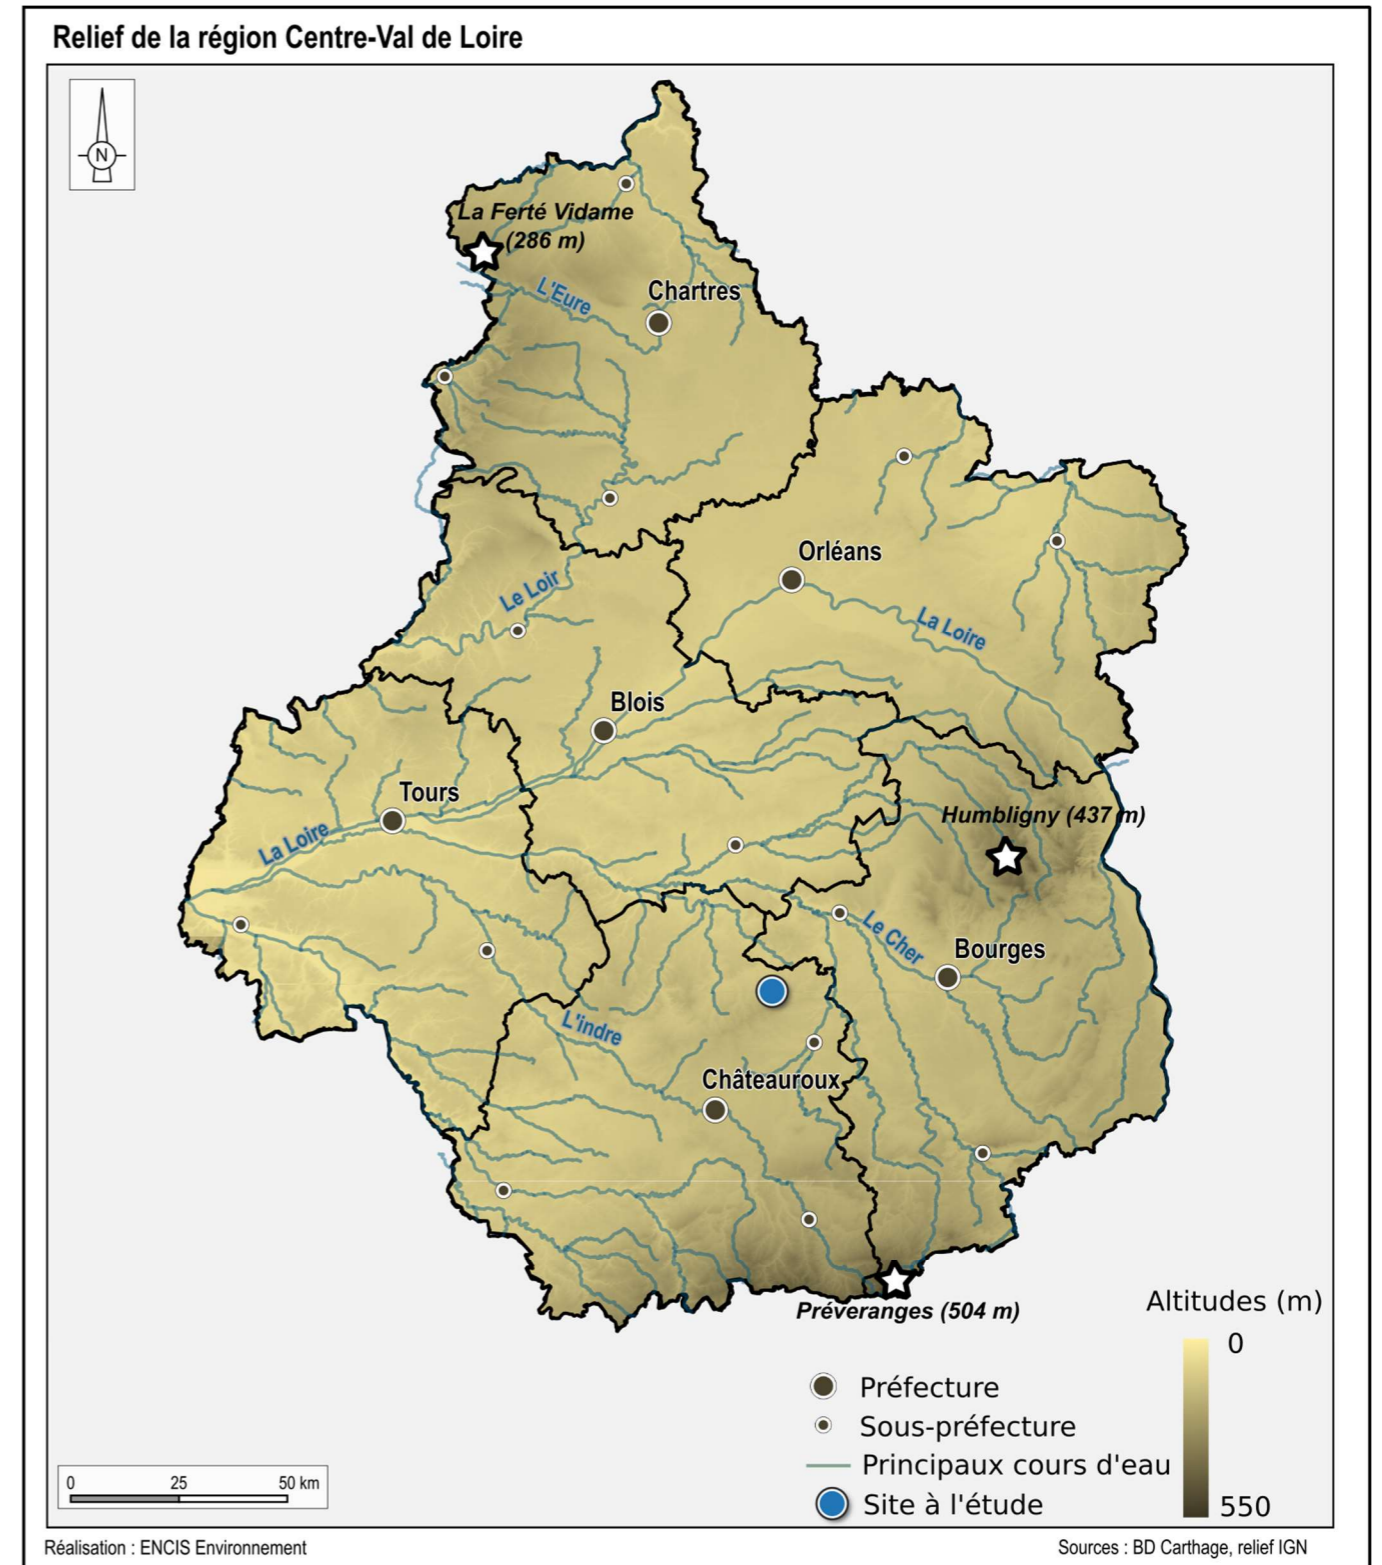 Relief de la région Centre-Val de Loire
N
La Ferté Vidame
(286 m)
L'Eure
Chartres
Orléans
Le Loir
La Loire
Blois
Tours
La Loire
Humbligny (437 m)
Le Cher
Bourges
L'indre
Châteauroux
Préveranges (504 m)
Altitudes (m)
0
550
Préfecture
Sous-préfecture
Principaux cours d'eau
Site à l'étude
0 25 50 km
Réalisation : ENCIS Environnement
Sources : BD Carthage, relief IGN